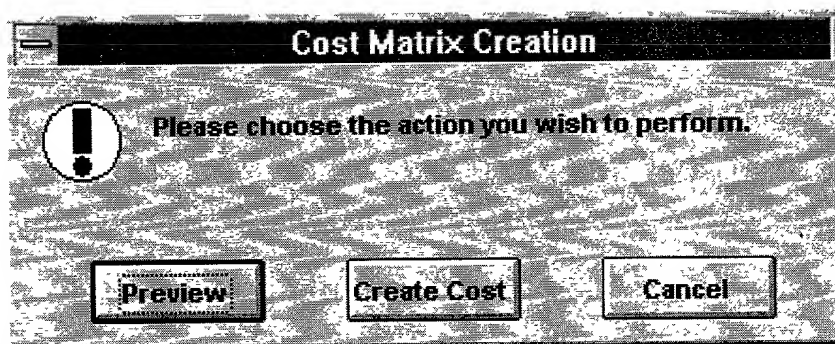 Cost Matrix Creation
Please choose the action you wish to perform.
Preview Create Cost Cancel